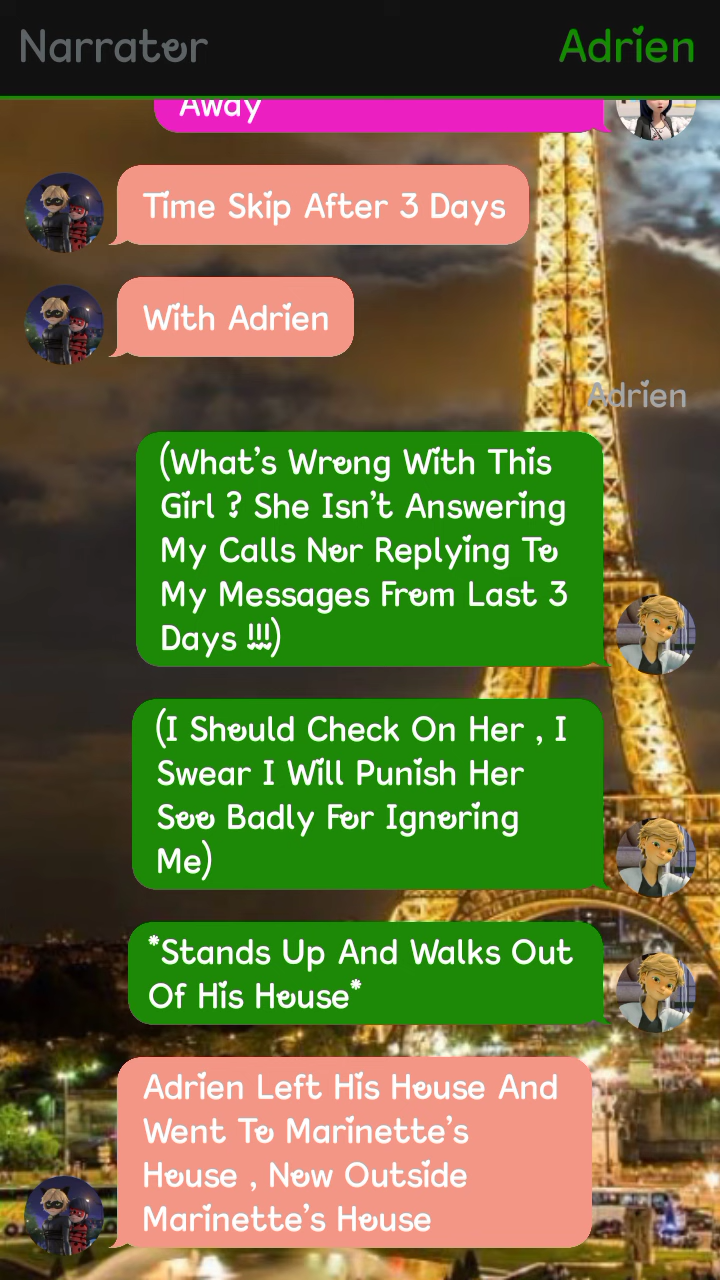 Narrator
Adrien
Away
Time Skip After 3 Days
With Adrien
Adrien
(What's Wrong With This
Girl ? She Isn't Answering
My Calls Nor Replying To
My Messages From Last 3
Days !!!)
(I Should Check On Her , I
Swear I Will Punish Her
Soo Badly For Ignoring
Me)
*Stands Up And Walks Out
Of His House*
Adrien Left His House And
Went To Marinette's
House , Now Outside
Marinette's House